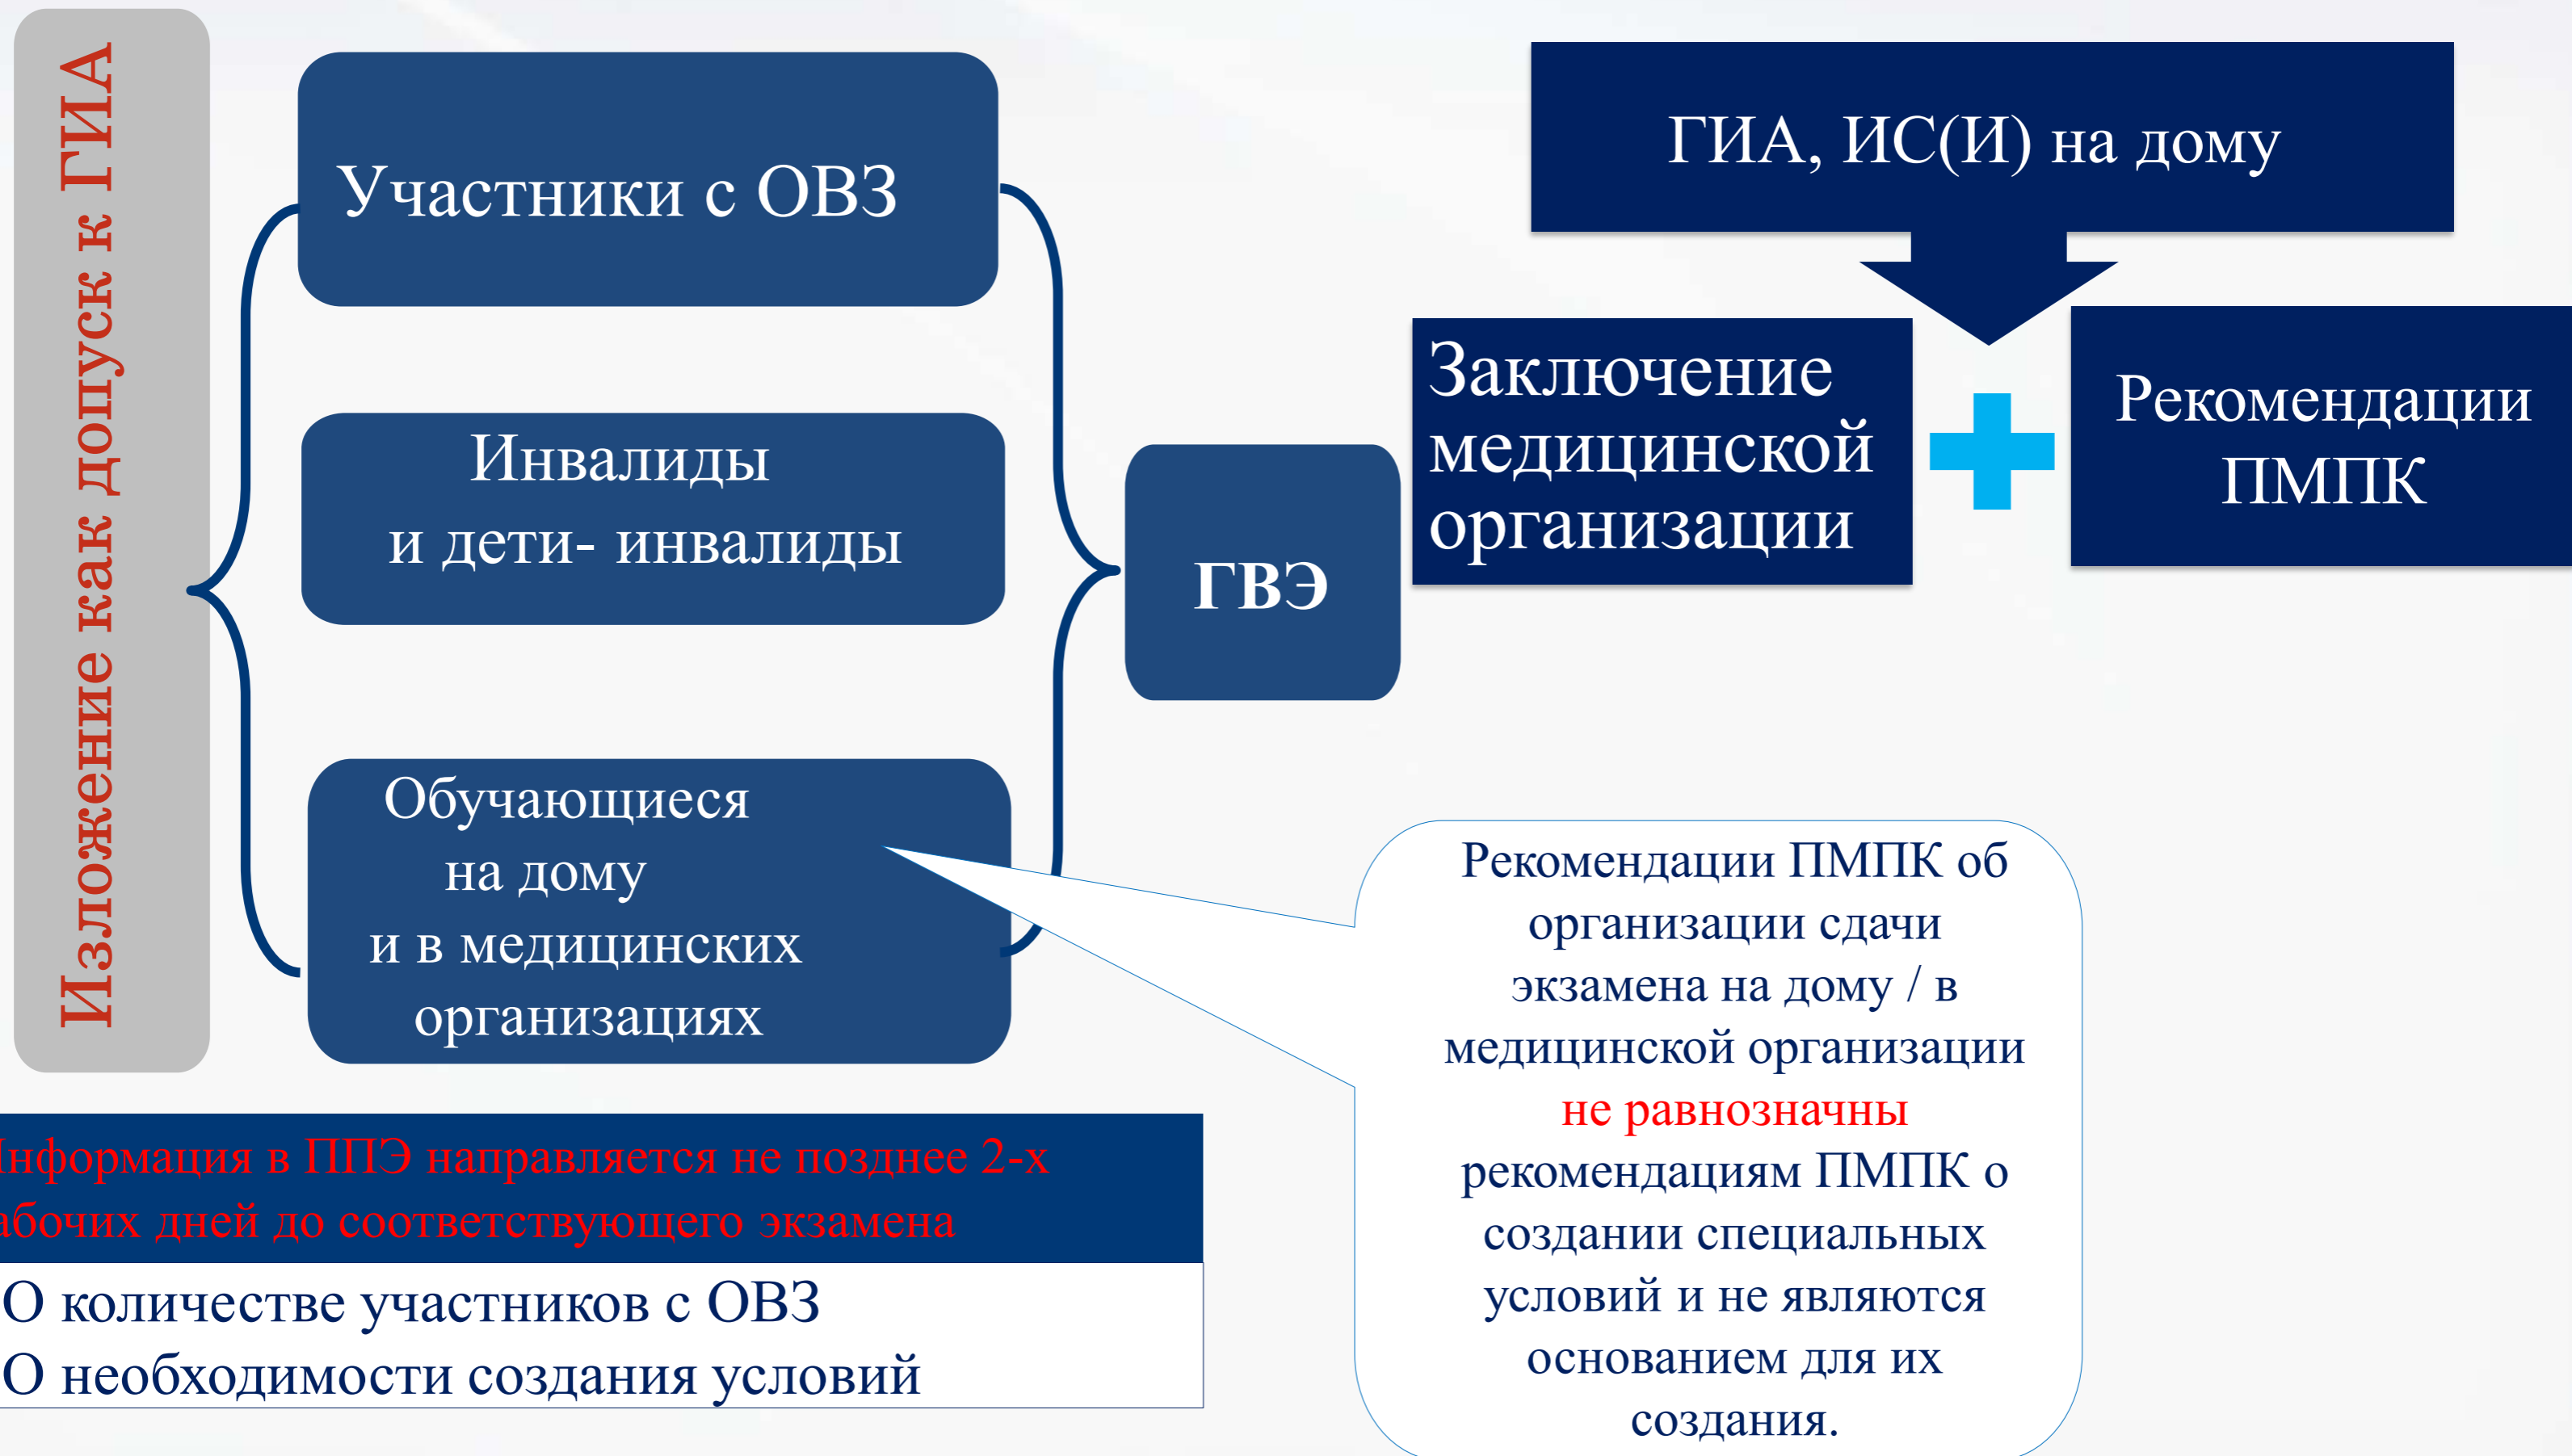 Изложение как допуск к ГИА
Участники с ОВЗ
Инвалиды
и дети- инвалиды
Обучающиеся
на дому
и в медицинских
организациях
ГВЭ
ГИА, ИС(И) на дому
Заключение
медицинской
организации
Рекомендации
ПМПК
Рекомендации ПМПК об
организации сдачи
экзамена на дому / в
медицинской организации
не равнозначны
рекомендациям ПМПК о
создании специальных
условий и не являются
основанием для их
создания.
нформация в ППЭ направляется не позднее 2-х
абочих дней до соответствующего экзамена
О количестве участников с ОВЗ
О необходимости создания условий